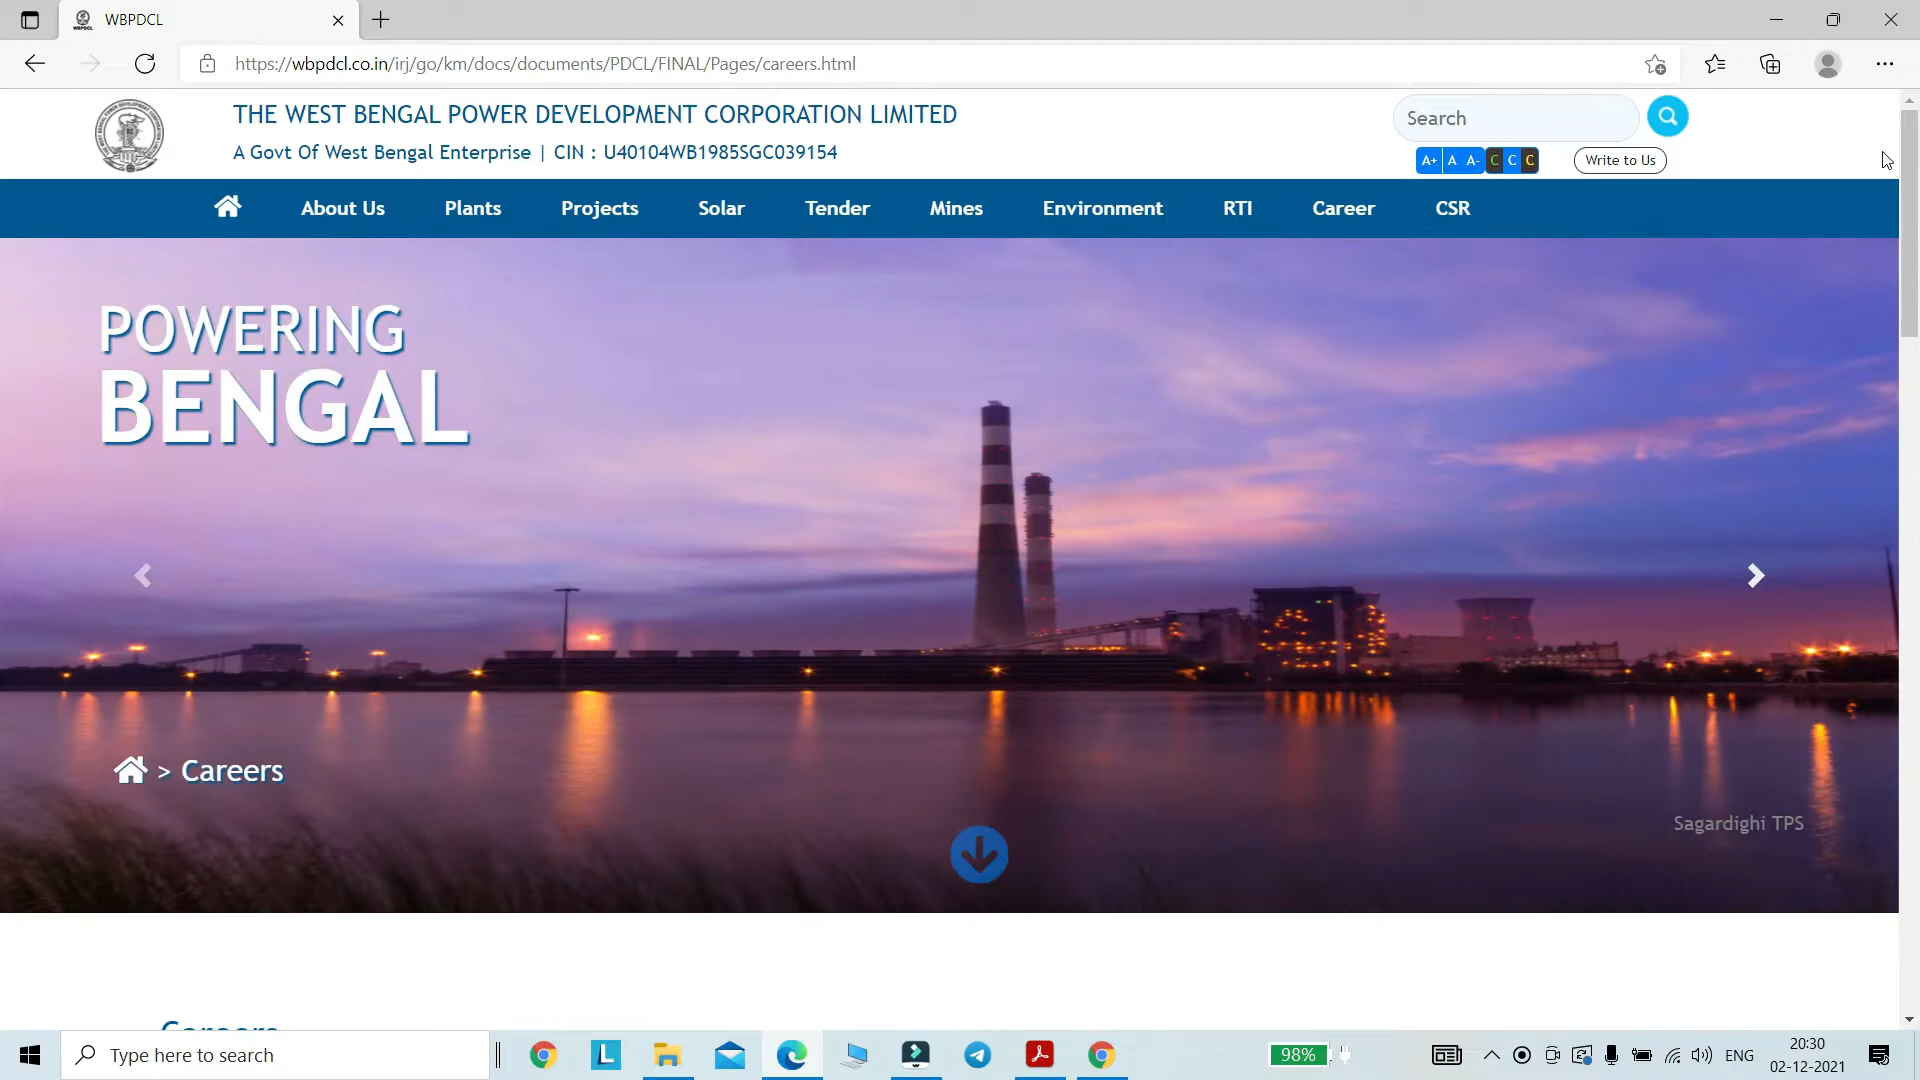 WBPDCL
https://wbpdcl.co.in/irj/go/km/docs/documents/PDCL/FINAL/Pages/careers.html
THE WEST BENGAL POWER DEVELOPMENT CORPORATION LIMITED
A Govt Of West Bengal Enterprise | CIN : U40104WB1985SGC039154
Search
A+ A A- C C C
Write to Us
About Us Plants Projects Solar Tender Mines Environment RTI Career CSR
POWERING
BENGAL
> Careers
Sagardighi TPS
Careers
Type here to search
L
98%
ENG
20:30
02-12-2021